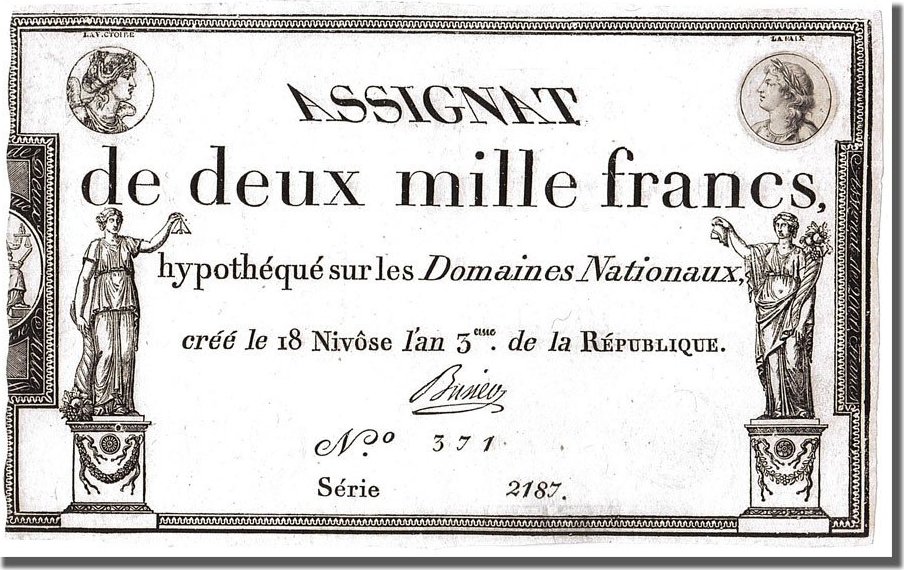 LA VICTOIRE
LA PAIX
ASSIGNAT
de deux mille francs,
hypothéqué sur les Domaines Nationaux,
créé le 18 Nivôse l'an 3.eme de la RÉPUBLIQUE.
N.º 371
Série 2187.